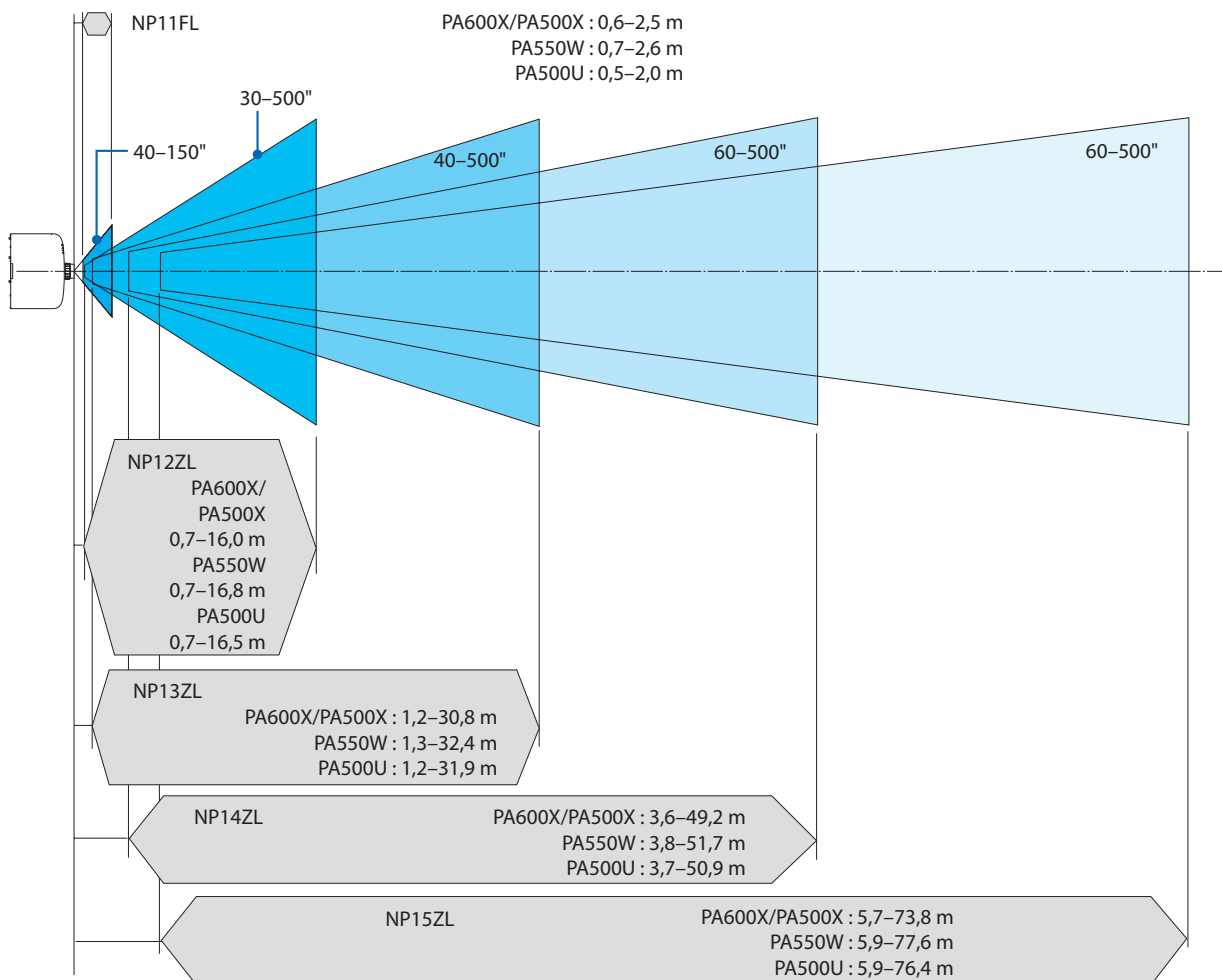 NP11FL
PA600X/PA500X : 0,6–2,5 m
PA550W : 0,7–2,6 m
PA500U : 0,5–2,0 m
30–500"
40–150"
40–500"
60–500"
60–500"
NP12ZL
PA600X/
PA500X
0,7–16,0 m
PA550W
0,7–16,8 m
PA500U
0,7–16,5 m
NP13ZL
PA600X/PA500X : 1,2–30,8 m
PA550W : 1,3–32,4 m
PA500U : 1,2–31,9 m
NP14ZL
PA600X/PA500X : 3,6–49,2 m
PA550W : 3,8–51,7 m
PA500U : 3,7–50,9 m
NP15ZL
PA600X/PA500X : 5,7–73,8 m
PA550W : 5,9–77,6 m
PA500U : 5,9–76,4 m